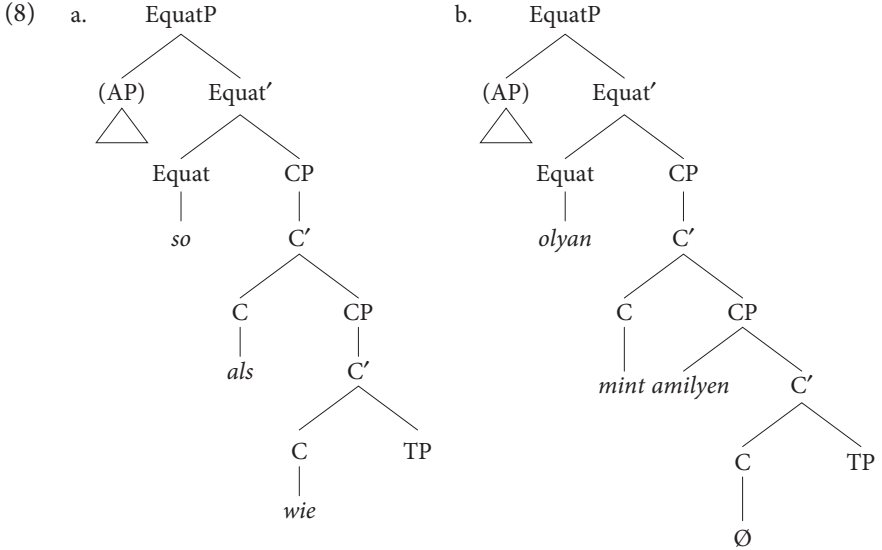 (8) a. EquatP b. EquatP
(AP) Equat′ (AP) Equat′
Equat CP Equat CP
so C′ olyan C′
C CP C CP
als C′ mint amilyen C′
C TP C TP
wie Ø